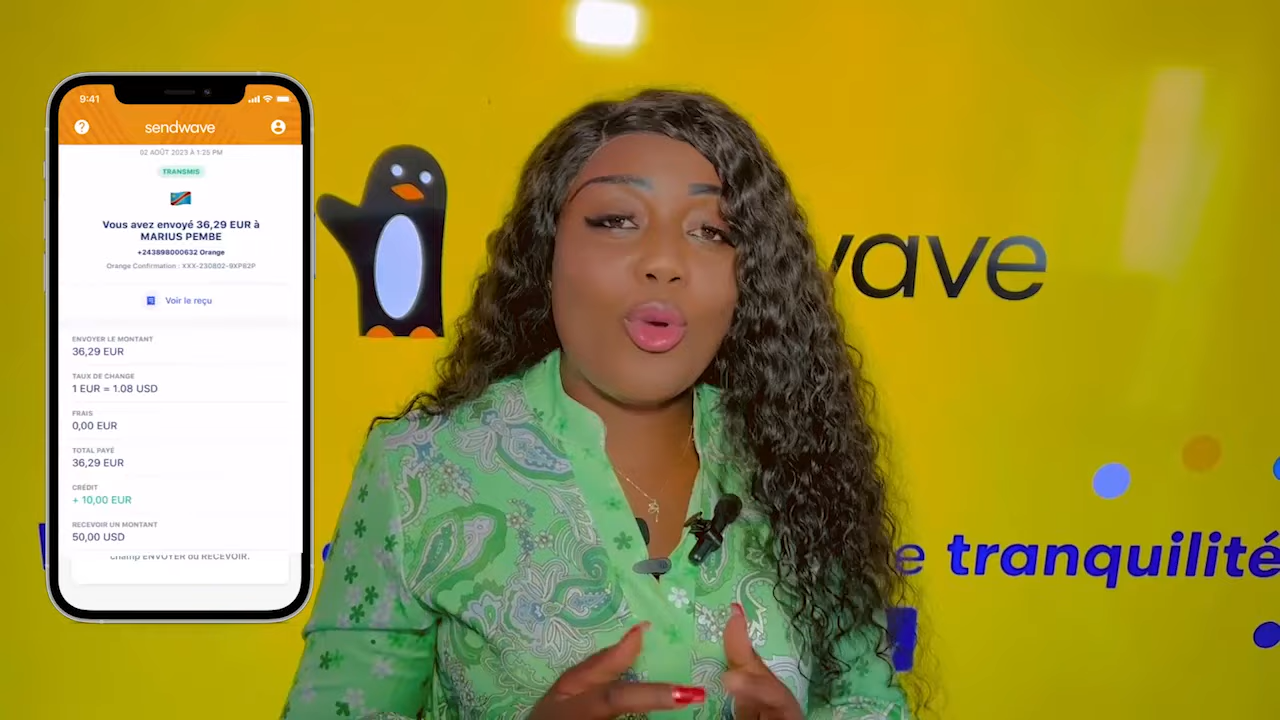 9:41
sendwave
02 AOÛT 2023 À 1:25 PM
TRANSMIS
Vous avez envoyé 36,29 EUR à
MARIUS PEMBE
+243898000632 Orange
Orange Confirmation : XXX-230802-9XPB2P
Voir le reçu
ENVOYER LE MONTANT
36,29 EUR
TAUX DE CHANGE
1 EUR = 1.08 USD
FRAIS
0,00 EUR
TOTAL PAYÉ
36,29 EUR
CRÉDIT
+ 10,00 EUR
RECEVOIR UN MONTANT
50,00 USD
champ ENVOYER ou RECEVOIR.
wave
e tranquilité